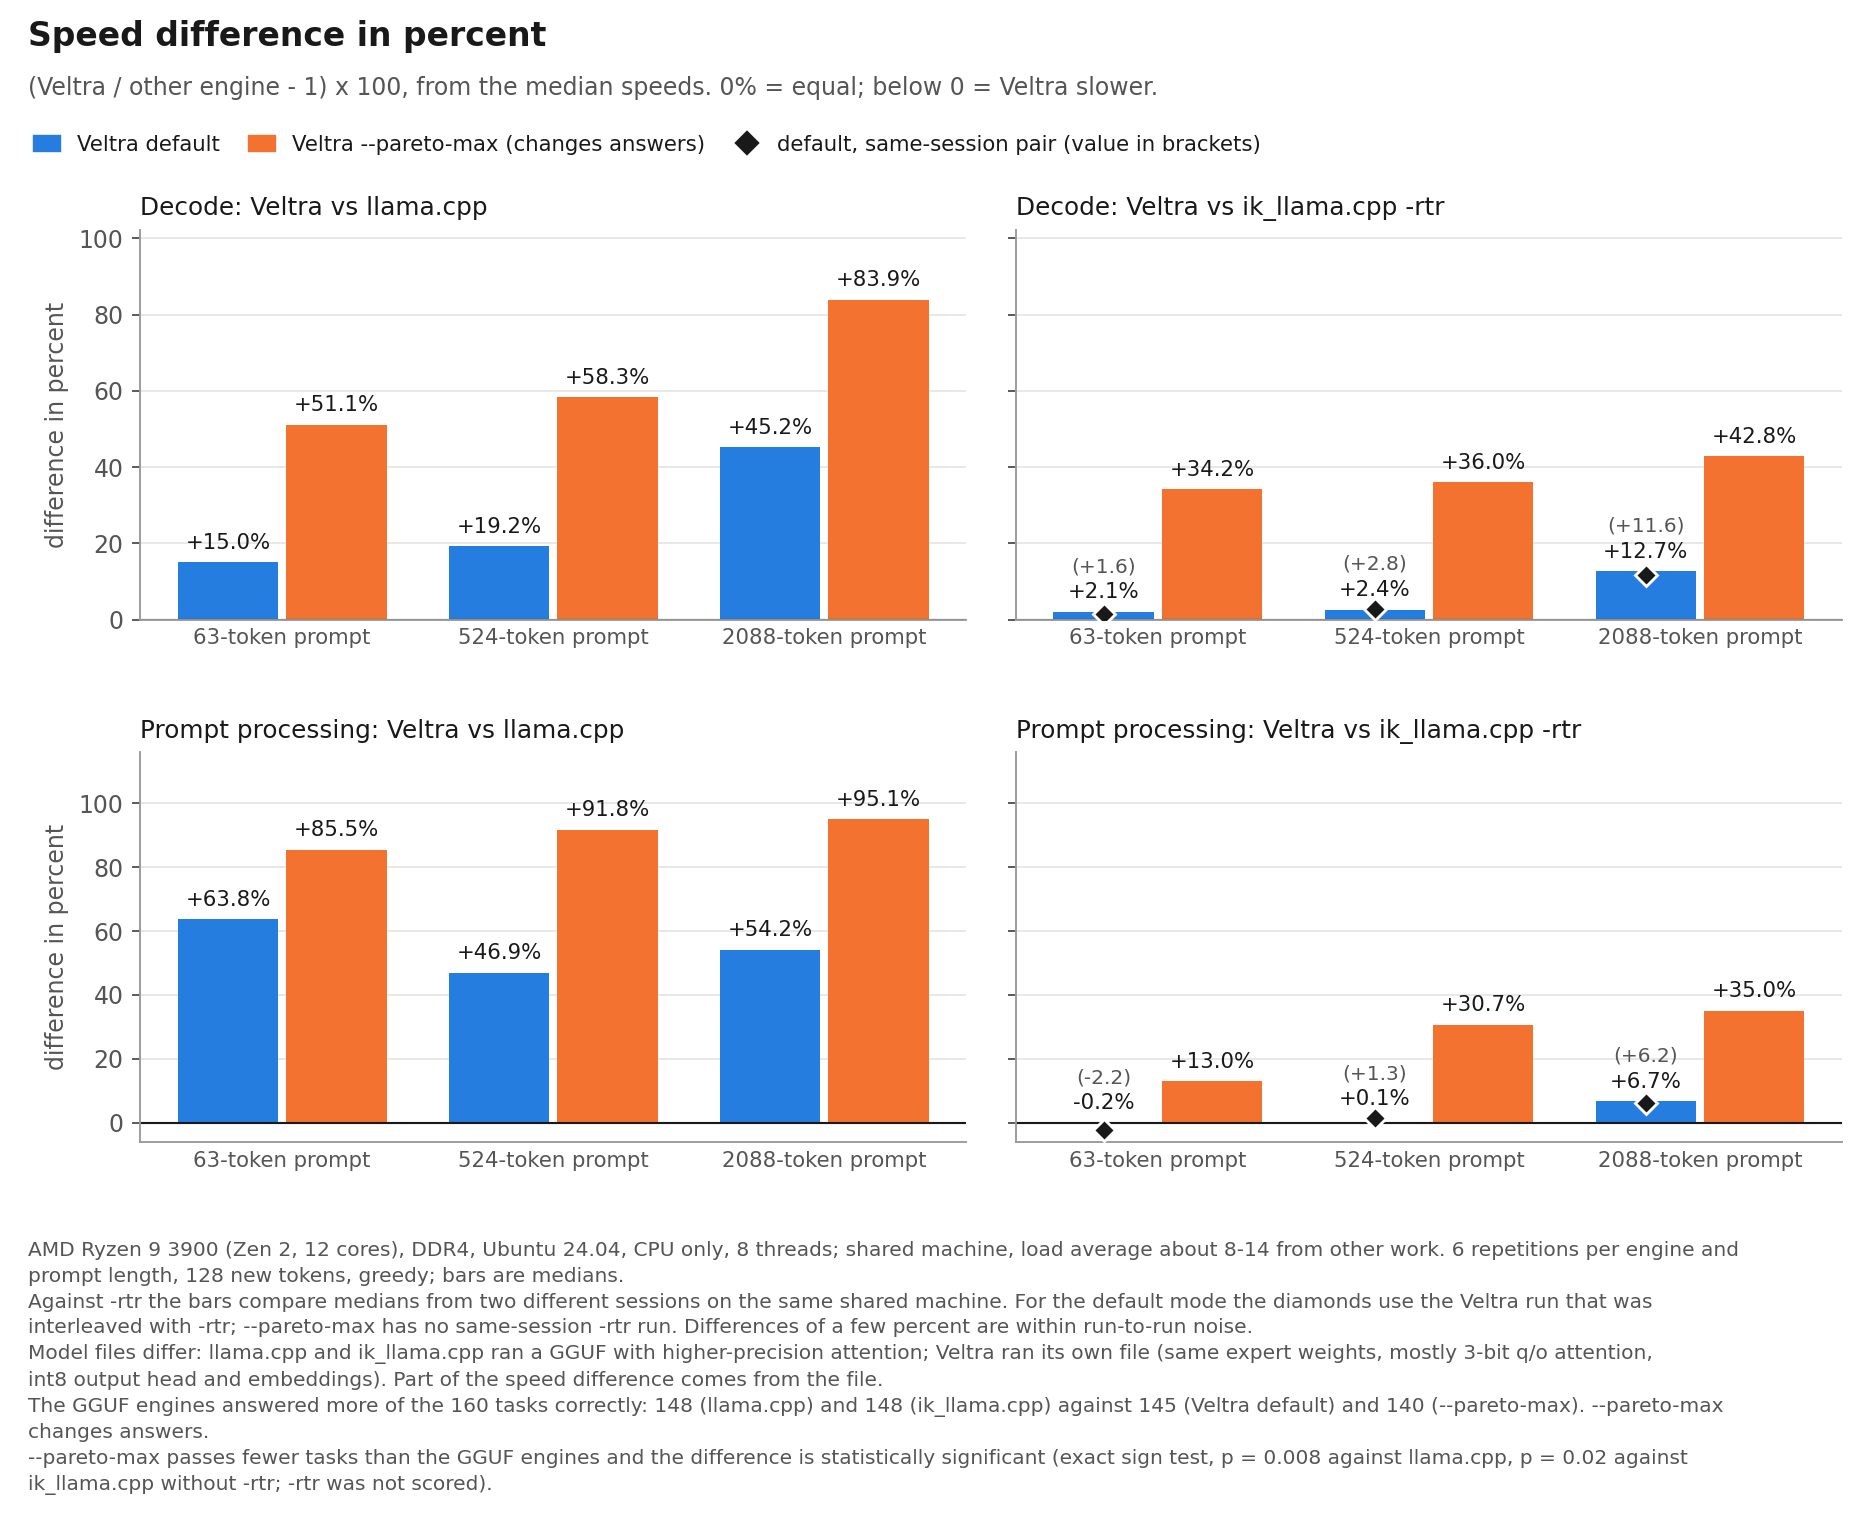 Speed difference in percent
(Veltra / other engine - 1) x 100, from the median speeds. 0% = equal; below 0 = Veltra slower.
Veltra default
Veltra --pareto-max (changes answers)
default, same-session pair (value in brackets)
Decode: Veltra vs llama.cpp
difference in percent
100
80
60
40
20
0
+15.0%
+51.1%
+19.2%
+58.3%
+45.2%
+83.9%
63-token prompt
524-token prompt
2088-token prompt
Decode: Veltra vs ik_llama.cpp -rtr
(+1.6)
+2.1%
+34.2%
(+2.8)
+2.4%
+36.0%
(+11.6)
+12.7%
+42.8%
63-token prompt
524-token prompt
2088-token prompt
Prompt processing: Veltra vs llama.cpp
difference in percent
100
80
60
40
20
0
+63.8%
+85.5%
+46.9%
+91.8%
+54.2%
+95.1%
63-token prompt
524-token prompt
2088-token prompt
Prompt processing: Veltra vs ik_llama.cpp -rtr
(-2.2)
-0.2%
+13.0%
(+1.3)
+0.1%
+30.7%
(+6.2)
+6.7%
+35.0%
63-token prompt
524-token prompt
2088-token prompt
AMD Ryzen 9 3900 (Zen 2, 12 cores), DDR4, Ubuntu 24.04, CPU only, 8 threads; shared machine, load average about 8-14 from other work. 6 repetitions per engine and
prompt length, 128 new tokens, greedy; bars are medians.
Against -rtr the bars compare medians from two different sessions on the same shared machine. For the default mode the diamonds use the Veltra run that was
interleaved with -rtr; --pareto-max has no same-session -rtr run. Differences of a few percent are within run-to-run noise.
Model files differ: llama.cpp and ik_llama.cpp ran a GGUF with higher-precision attention; Veltra ran its own file (same expert weights, mostly 3-bit q/o attention,
int8 output head and embeddings). Part of the speed difference comes from the file.
The GGUF engines answered more of the 160 tasks correctly: 148 (llama.cpp) and 148 (ik_llama.cpp) against 145 (Veltra default) and 140 (--pareto-max). --pareto-max
changes answers.
--pareto-max passes fewer tasks than the GGUF engines and the difference is statistically significant (exact sign test, p = 0.008 against llama.cpp, p = 0.02 against
ik_llama.cpp without -rtr; -rtr was not scored).